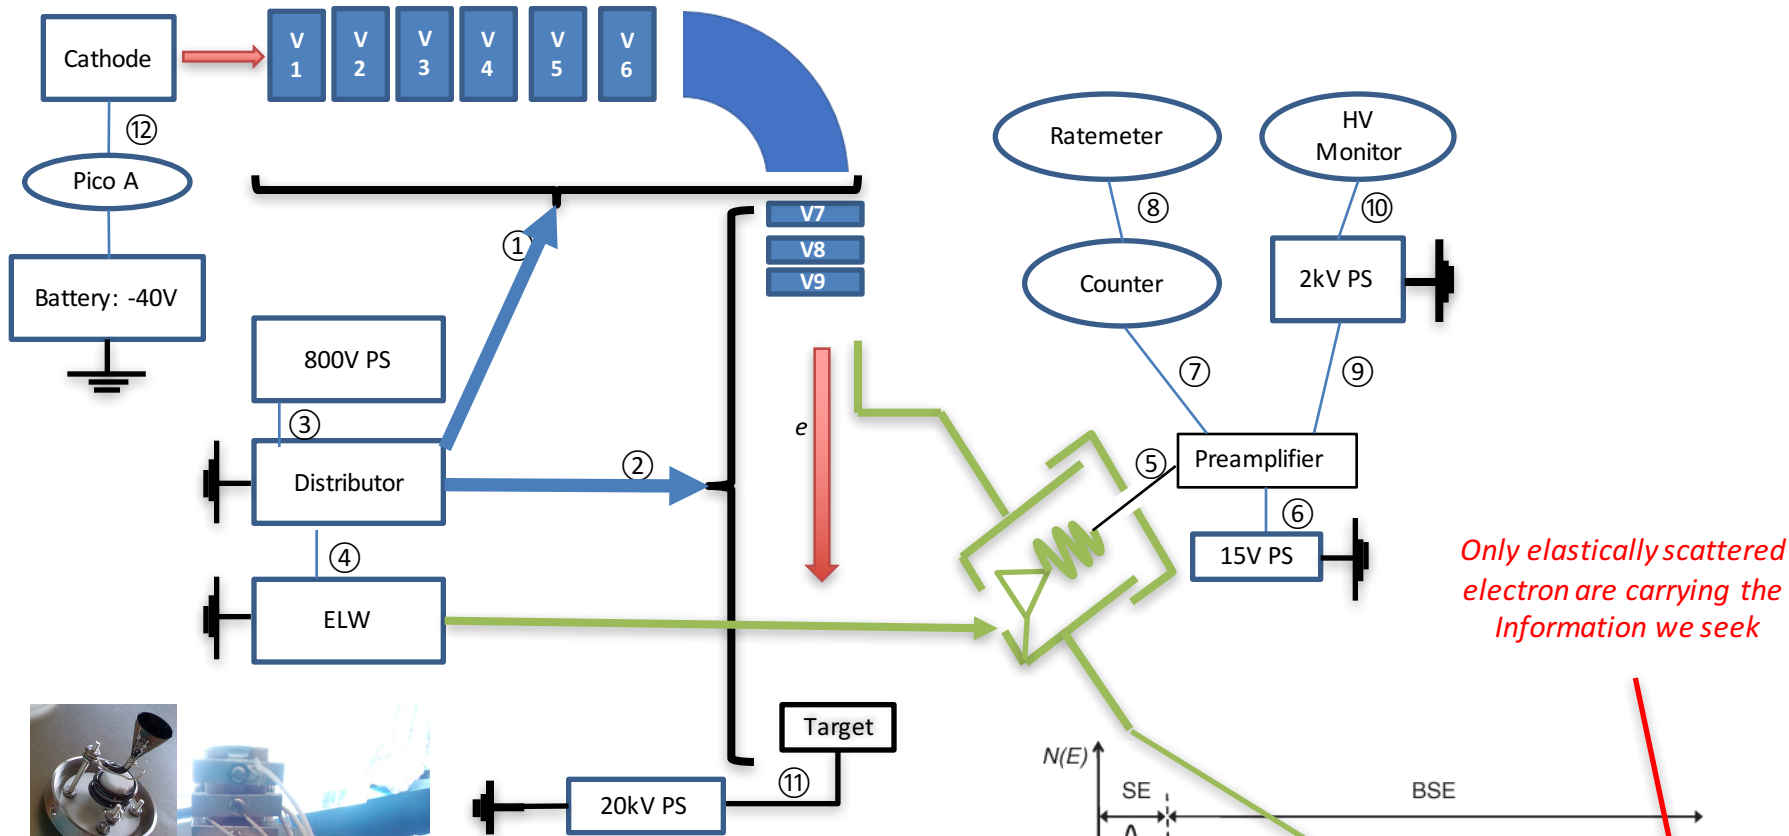 Cathode
V
1
V
2
V
3
V
4
V
5
V
6
⑫
Pico A
Battery: -40V
①
V7
V8
V9
Ratemeter
HV
Monitor
⑧
⑩
Counter
2kV PS
800V PS
③
⑦
⑨
e
Distributor
②
⑤
Preamplifier
④
⑥
15V PS
ELW
Only elastically scattered
electron are carrying the
Information we seek
Target
⑪
20kV PS
N(E)
SE
BSE